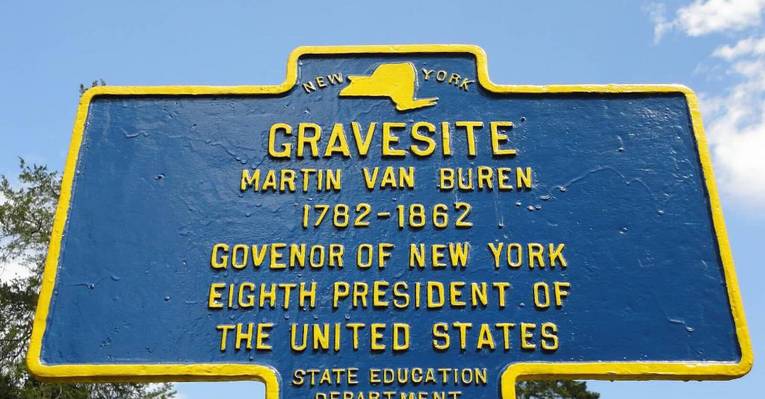 NEW YORK
GRAVESITE
MARTIN VAN BUREN
1782-1862
GOVENOR OF NEW YORK
EIGHTH PRESIDENT OF
THE UNITED STATES
STATE EDUCATION
DEPARTMENT